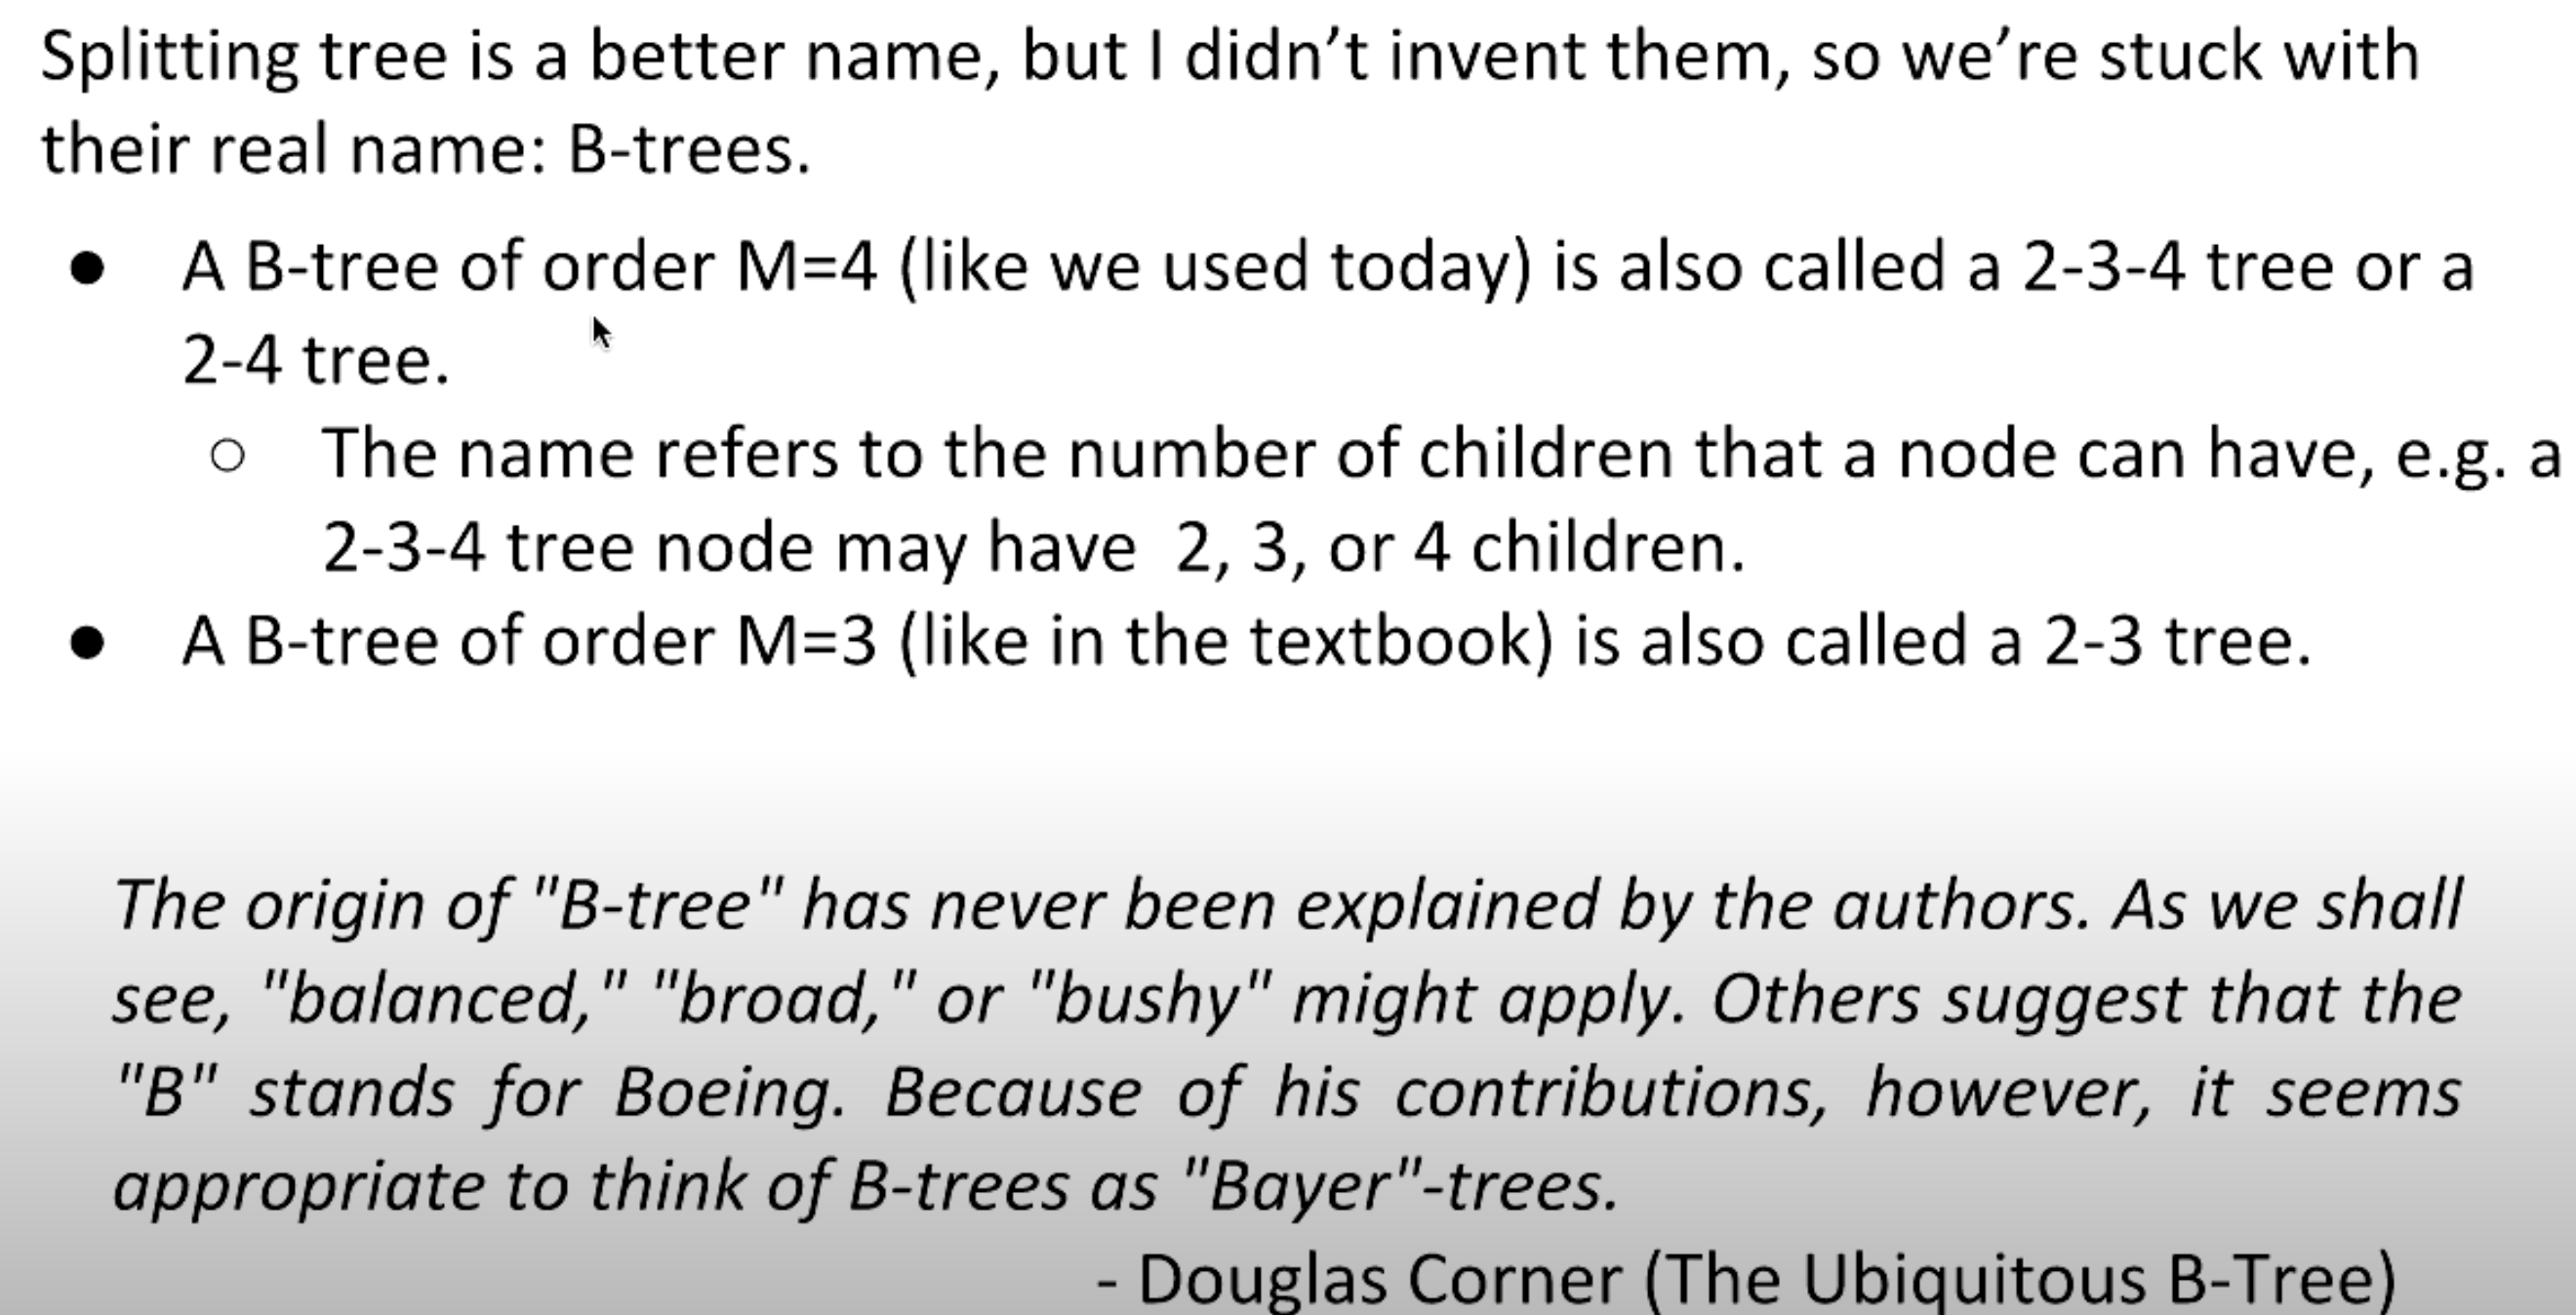 Splitting tree is a better name, but I didn’t invent them, so we’re stuck with
their real name: B-trees.
● A B-tree of order M=4 (like we used today) is also called a 2-3-4 tree or a
2-4 tree.
○ The name refers to the number of children that a node can have, e.g. a
2-3-4 tree node may have  2, 3, or 4 children.
● A B-tree of order M=3 (like in the textbook) is also called a 2-3 tree.
The origin of "B-tree" has never been explained by the authors. As we shall
see, "balanced," "broad," or "bushy" might apply. Others suggest that the
"B" stands for Boeing. Because of his contributions, however, it seems
appropriate to think of B-trees as "Bayer"-trees.
- Douglas Corner (The Ubiquitous B-Tree)